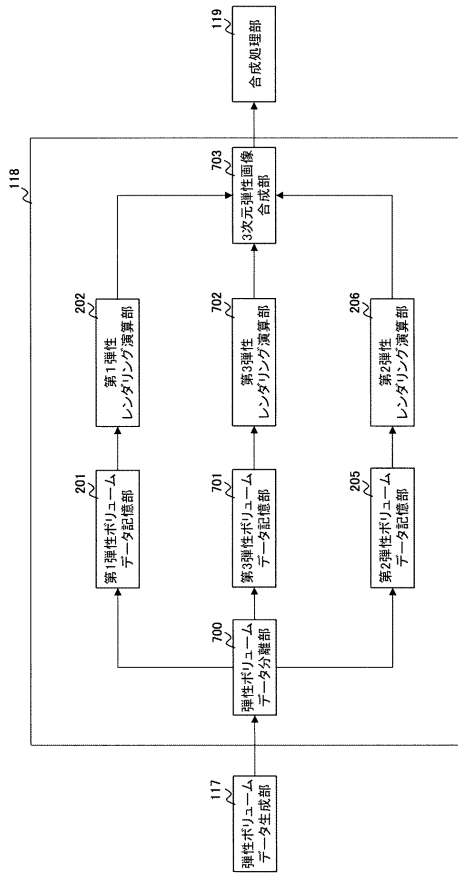 118
117
弾性ボリューム
データ生成部
700
弾性ボリューム
データ分離部
201
第1弾性ボリューム
データ記憶部
202
第1弾性
レンダリング演算部
701
第3弾性ボリューム
データ記憶部
702
第3弾性
レンダリング演算部
205
第2弾性ボリューム
データ記憶部
206
第2弾性
レンダリング演算部
703
3次元弾性画像
合成部
119
合成処理部